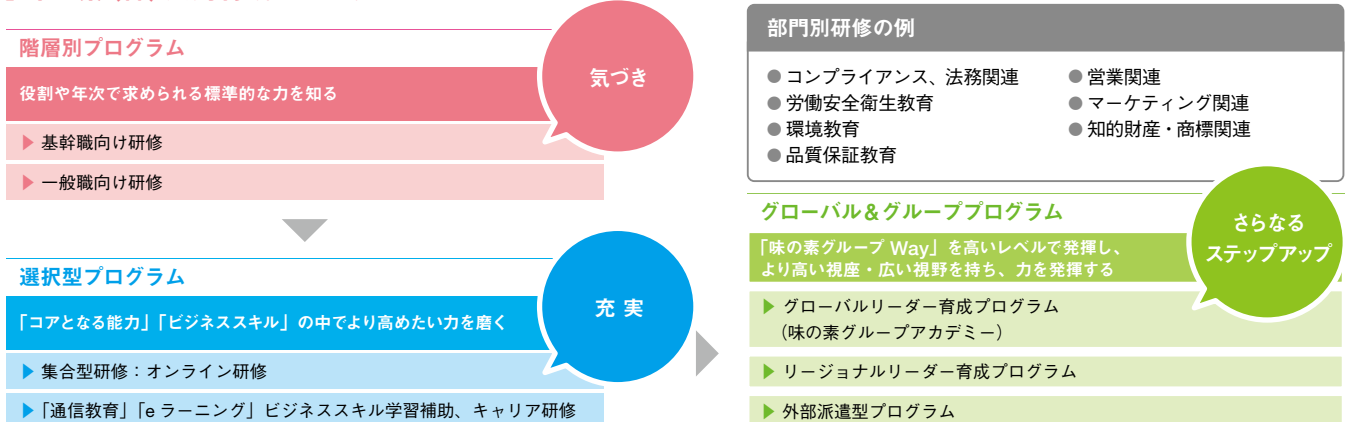 階層別プログラム
役割や年次で求められる標準的な力を知る
▶ 基幹職向け研修
▶ 一般職向け研修
気づき
選択型プログラム
「コアとなる能力」「ビジネススキル」の中でより高めたい力を磨く
▶ 集合型研修：オンライン研修
▶ 「通信教育」「e ラーニング」ビジネススキル学習補助、キャリア研修
充 実
部門別研修の例
● コンプライアンス、法務関連
● 労働安全衛生教育
● 環境教育
● 品質保証教育
● 営業関連
● マーケティング関連
● 知的財産・商標関連
グローバル＆グループプログラム
「味の素グループ Way」を高いレベルで発揮し、
より高い視座・広い視野を持ち、力を発揮する
さらなる
ステップアップ
▶ グローバルリーダー育成プログラム
（味の素グループアカデミー）
▶ リージョナルリーダー育成プログラム
▶ 外部派遣型プログラム